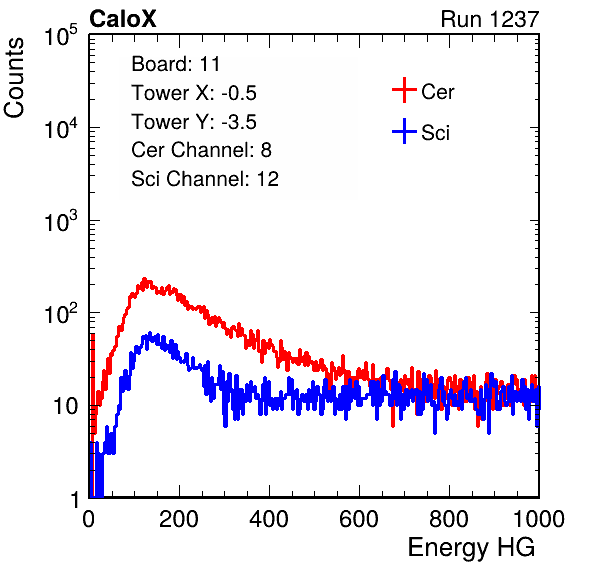 CaloX Run 1237
10^5
Counts
Board: 11
Tower X: -0.5
Tower Y: -3.5
Cer Channel: 8
Sci Channel: 12
Cer
Sci
10^4
10^3
10^2
10
1
0 200 400 600 800 1000
Energy HG